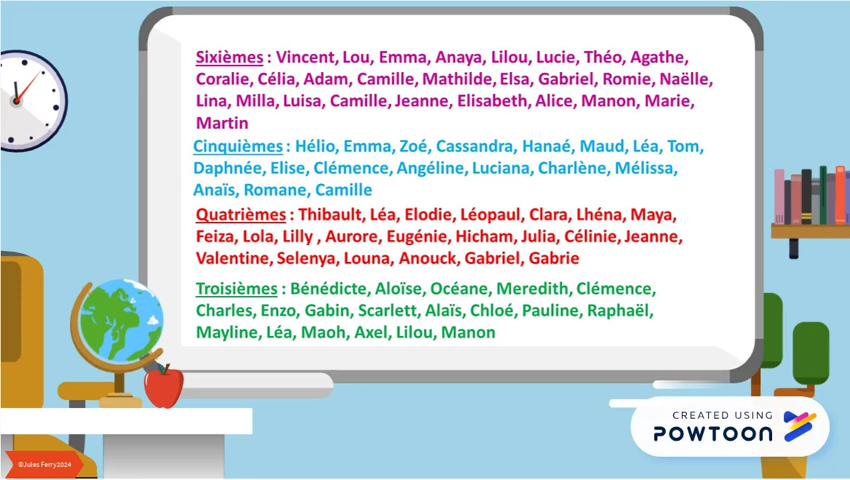 Sixièmes : Vincent, Lou, Emma, Anaya, Lilou, Lucie, Théo, Agathe,
Coralie, Célia, Adam, Camille, Mathilde, Elsa, Gabriel, Romie, Naëlle,
Lina, Milla, Luisa, Camille, Jeanne, Elisabeth, Alice, Manon, Marie,
Martin
Cinquièmes : Hélio, Emma, Zoé, Cassandra, Hanaé, Maud, Léa, Tom,
Daphnée, Elise, Clémence, Angéline, Luciana, Charlène, Mélissa,
Anaïs, Romane, Camille
Quatrièmes : Thibault, Léa, Elodie, Léopaul, Clara, Lhéna, Maya,
Feiza, Lola, Lilly , Aurore, Eugénie, Hicham, Julia, Célinie, Jeanne,
Valentine, Selenya, Louna, Anouck, Gabriel, Gabrie
Troisièmes : Bénédicte, Aloïse, Océane, Meredith, Clémence,
Charles, Enzo, Gabin, Scarlett, Alaïs, Chloé, Pauline, Raphaël,
Mayline, Léa, Maoh, Axel, Lilou, Manon
CREATED USING
POWTOON
©Jules Ferry2024